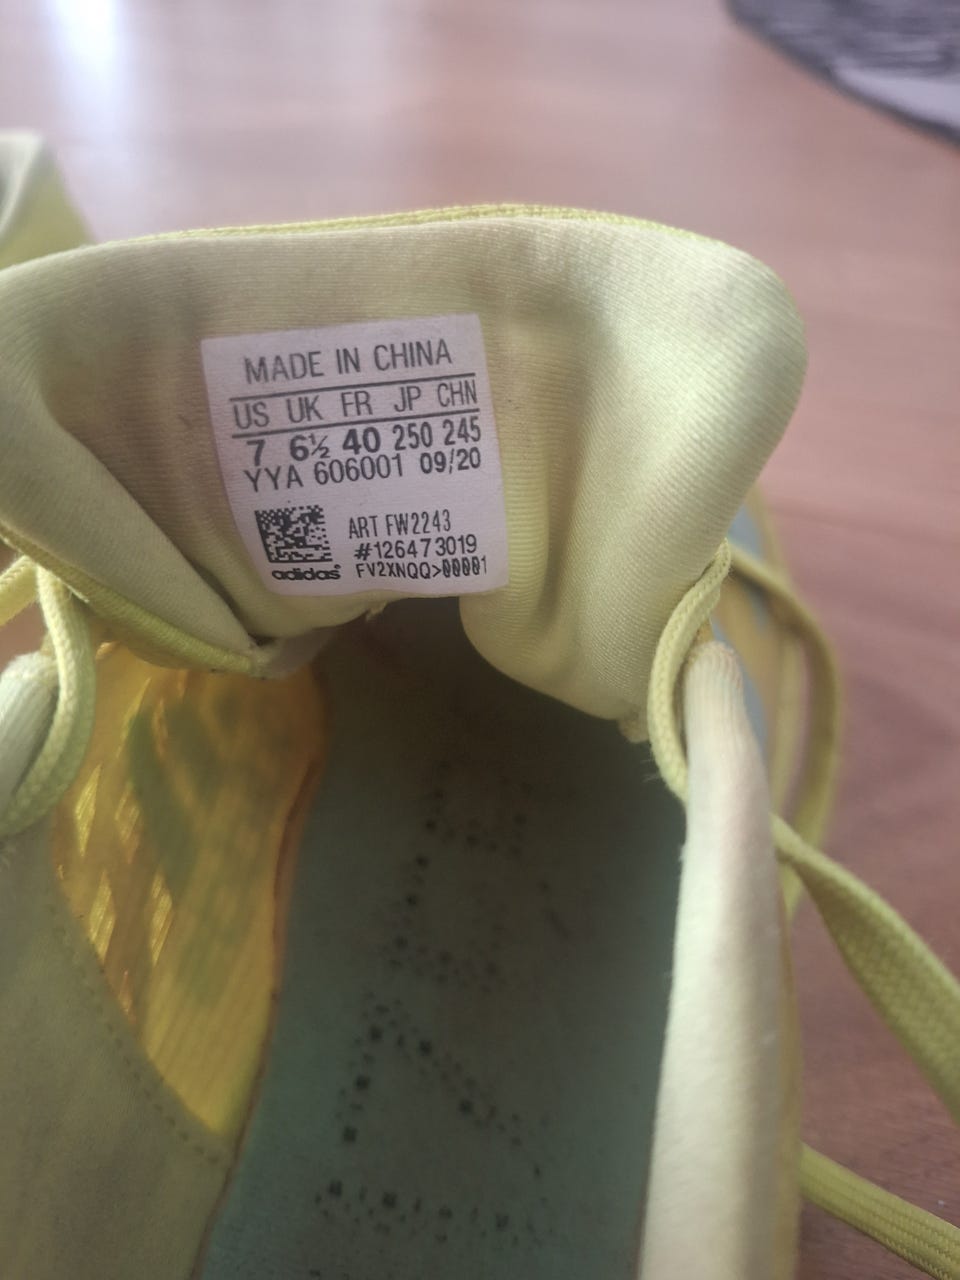 MADE IN CHINA
US UK FR JP CHN
7 6½ 40 250 245
YYA 606001 09/20
ART FW2243
#126473019
adidas® FV2XNQQ>00001